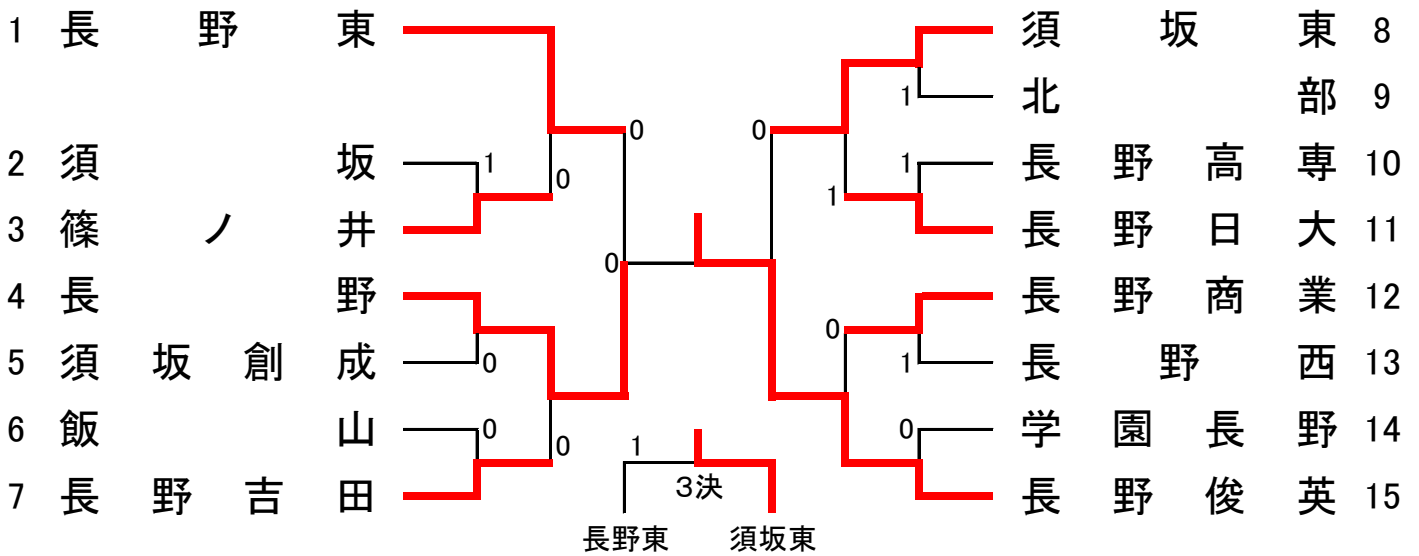 1 長野東
2 須坂 1
3 篠ノ井 0
4 長野
5 須坂創成 0
6 飯山 0
7 長野吉田 0
0
0
須坂東 8
1 北部 9
1 長野高専 10
1 長野日大 11
長野商業 12
1 長野西 13
0 学園長野 14
長野俊英 15
0
0
1
3決
長野東 須坂東